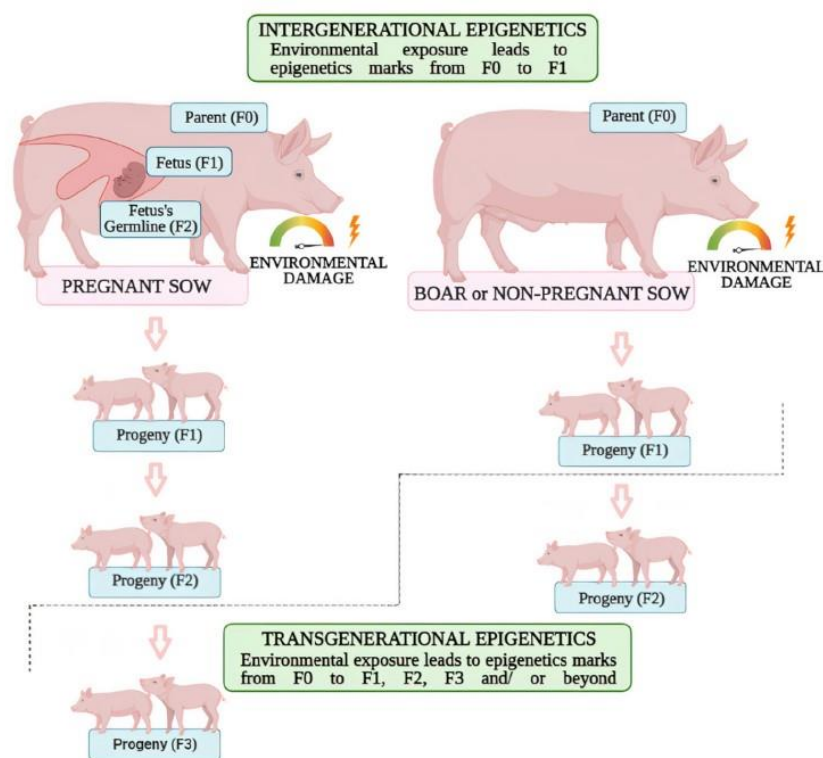 INTERGENERATIONAL EPIGENETICS
Environmental exposure leads to
epigenetics marks from F0 to F1
Parent (F0)
Fetus (F1)
Fetus's
Germline (F2)
ENVIRONMENTAL
DAMAGE
PREGNANT SOW
Parent (F0)
ENVIRONMENTAL
DAMAGE
BOAR or NON-PREGNANT SOW
Progeny (F1)
Progeny (F1)
Progeny (F2)
Progeny (F2)
TRANSGENERATIONAL EPIGENETICS
Environmental exposure leads to epigenetics marks
from F0 to F1, F2, F3 and/ or beyond
Progeny (F3)